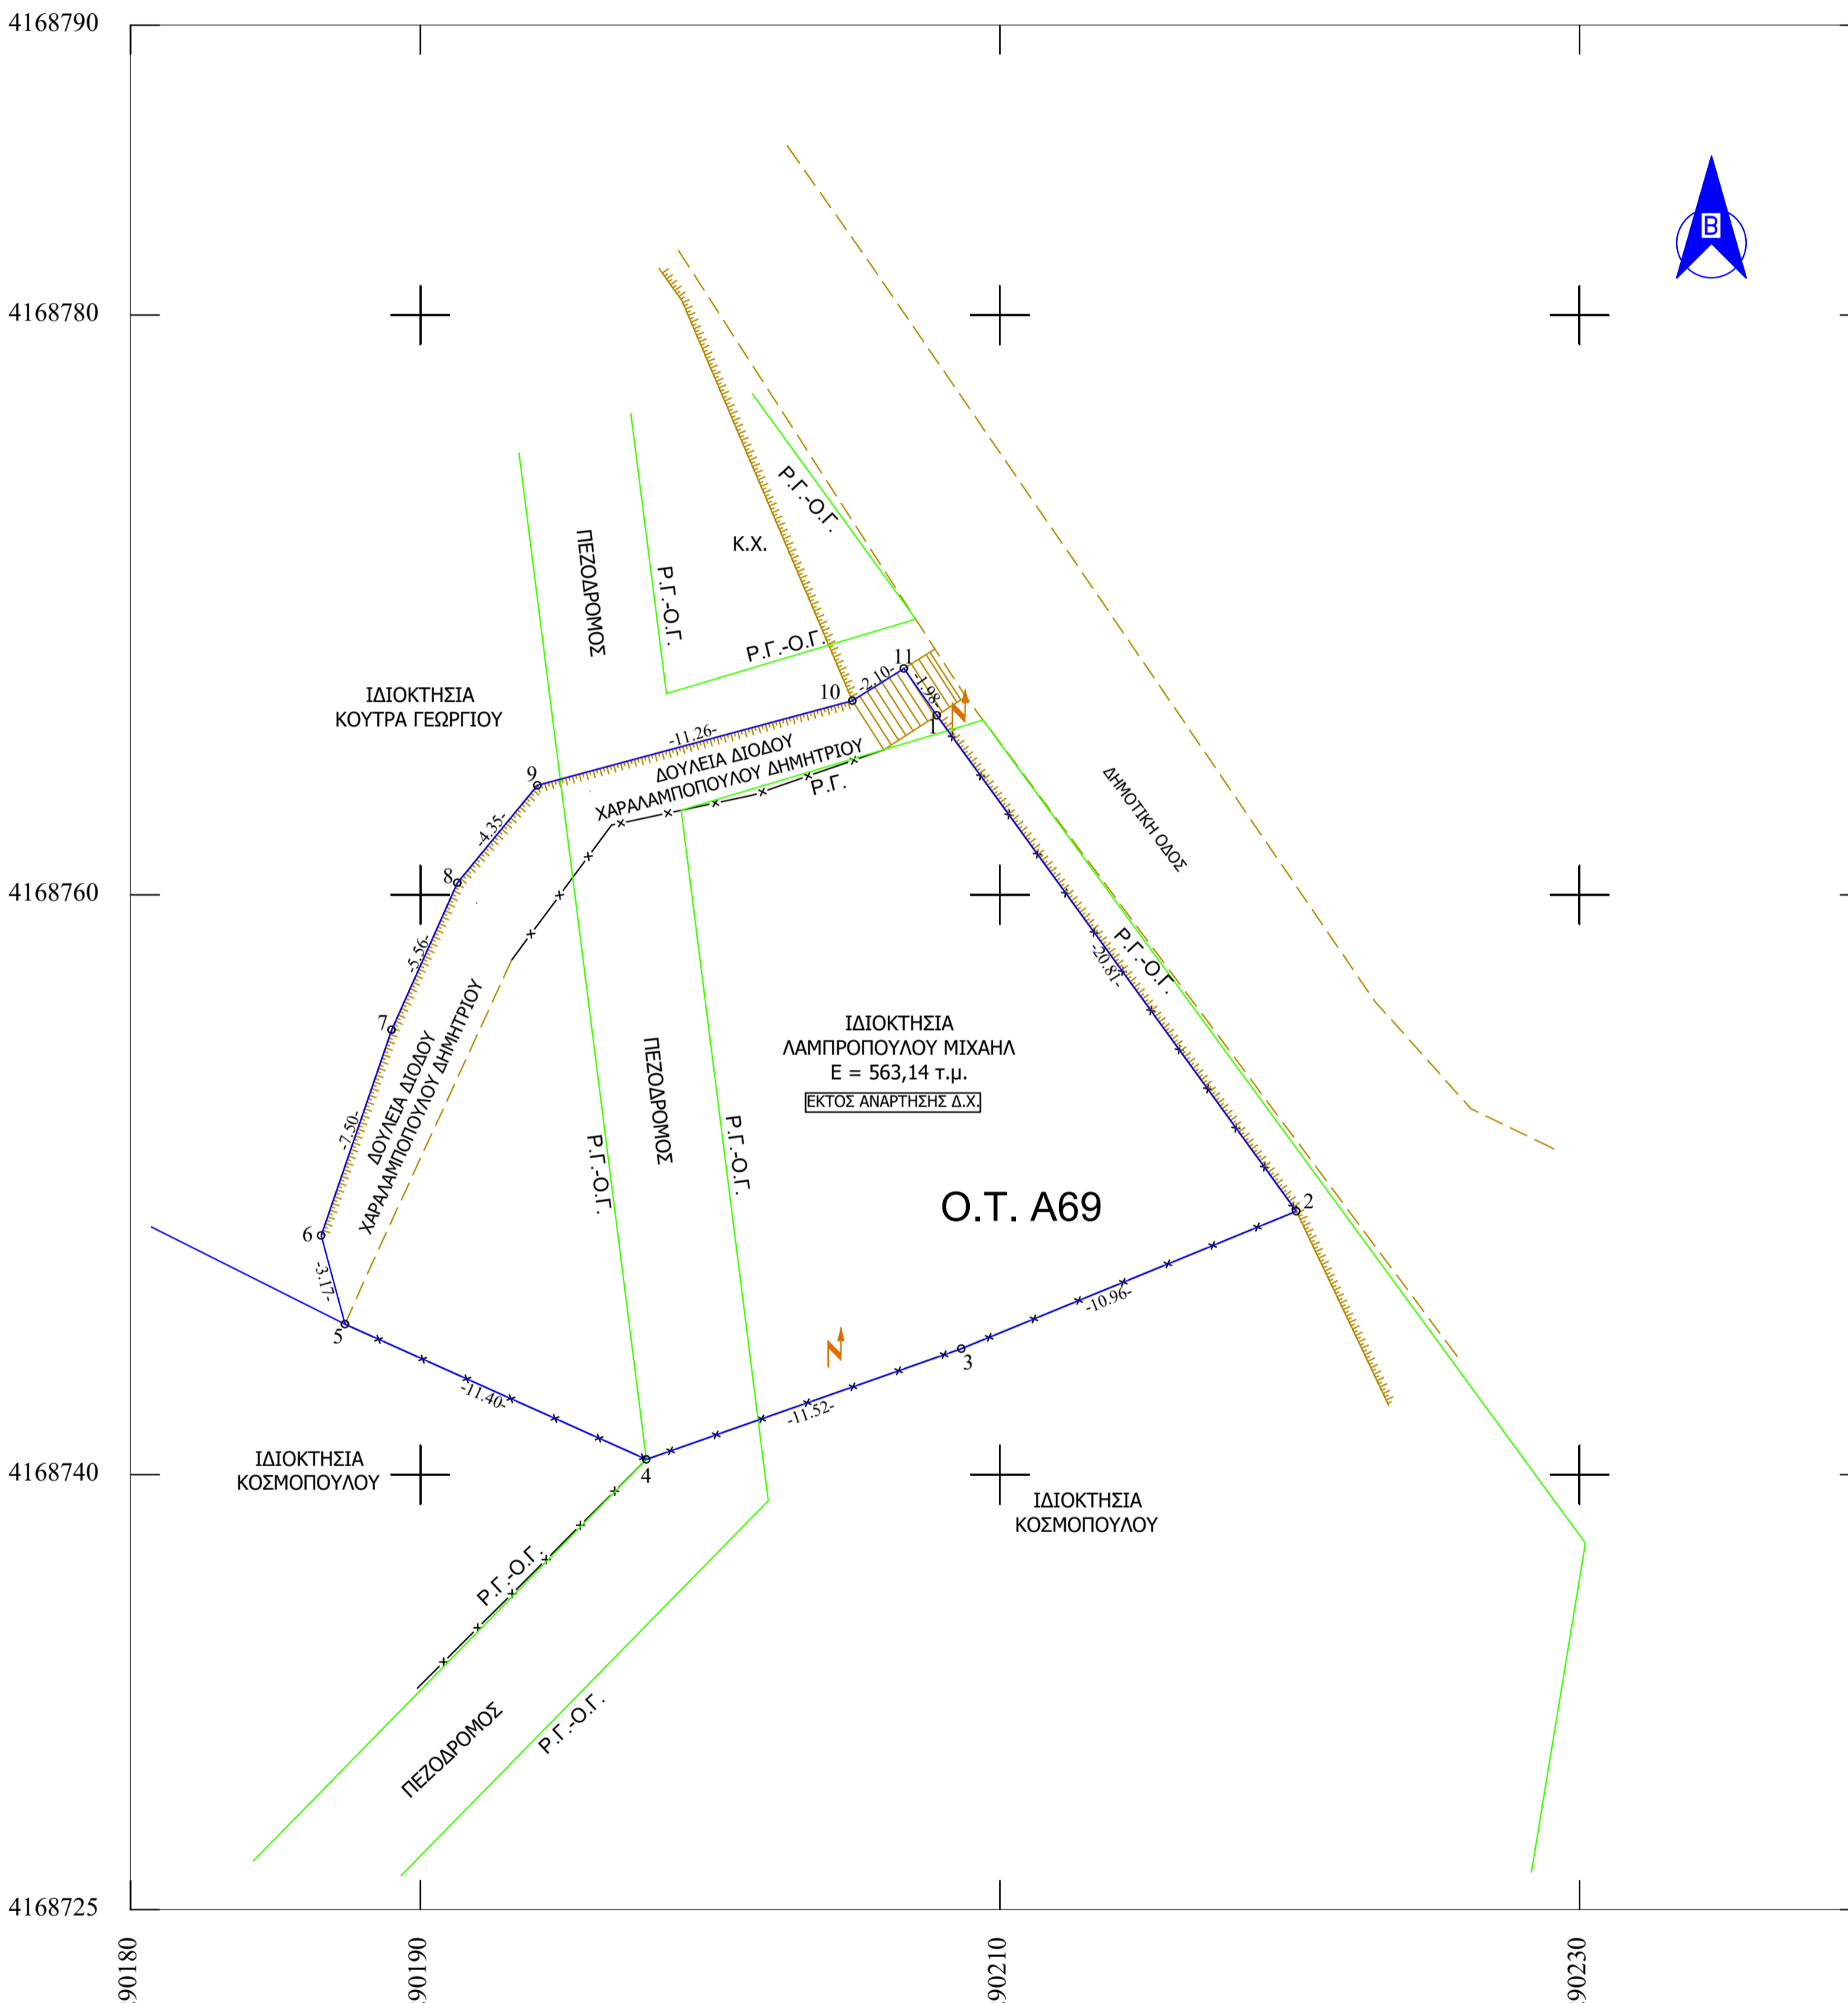 4168790
Β
4168780
Ρ.Γ.-Ο.Γ.
Κ.Χ.
ΠΕΖΟΔΡΟΜΟΣ
Ρ.Γ.-Ο.Γ.
Ρ.Γ.-Ο.Γ.
11
-2.10-
10
-1.98-
1
ΙΔΙΟΚΤΗΣΙΑ
ΚΟΥΤΡΑ ΓΕΩΡΓΙΟΥ
-11.26-
ΔΟΥΛΕΙΑ ΔΙΟΔΟΥ
ΧΑΡΑΛΑΜΠΟΠΟΥΛΟΥ ΔΗΜΗΤΡΙΟΥ
Ρ.Γ.
9
ΔΗΜΟΤΙΚΗ ΟΔΟΣ
-4.35-
8
4168760
-5.56-
Ρ.Γ.-Ο.Γ.
-20.81-
7
ΙΔΙΟΚΤΗΣΙΑ
ΛΑΜΠΡΟΠΟΥΛΟΥ ΜΙΧΑΗΛ
Ε = 563,14 τ.μ.
ΕΚΤΟΣ ΑΝΑΡΤΗΣΗΣ Δ.Χ.
-7.50-
ΔΟΥΛΕΙΑ ΔΙΟΔΟΥ
ΧΑΡΑΛΑΜΠΟΠΟΥΛΟΥ ΔΗΜΗΤΡΙΟΥ
ΠΕΖΟΔΡΟΜΟΣ
Ρ.Γ.-Ο.Γ.
Ρ.Γ.-Ο.Γ.
Ο.Τ. Α69
2
6
-3.17-
5
-10.96-
3
-11.40-
-11.52-
4
ΙΔΙΟΚΤΗΣΙΑ
ΚΟΣΜΟΠΟΥΛΟΥ
4168740
ΙΔΙΟΚΤΗΣΙΑ
ΚΟΣΜΟΠΟΥΛΟΥ
Ρ.Γ.-Ο.Γ.
ΠΕΖΟΔΡΟΜΟΣ
Ρ.Γ.-Ο.Γ.
4168725
90180
90190
90210
90230